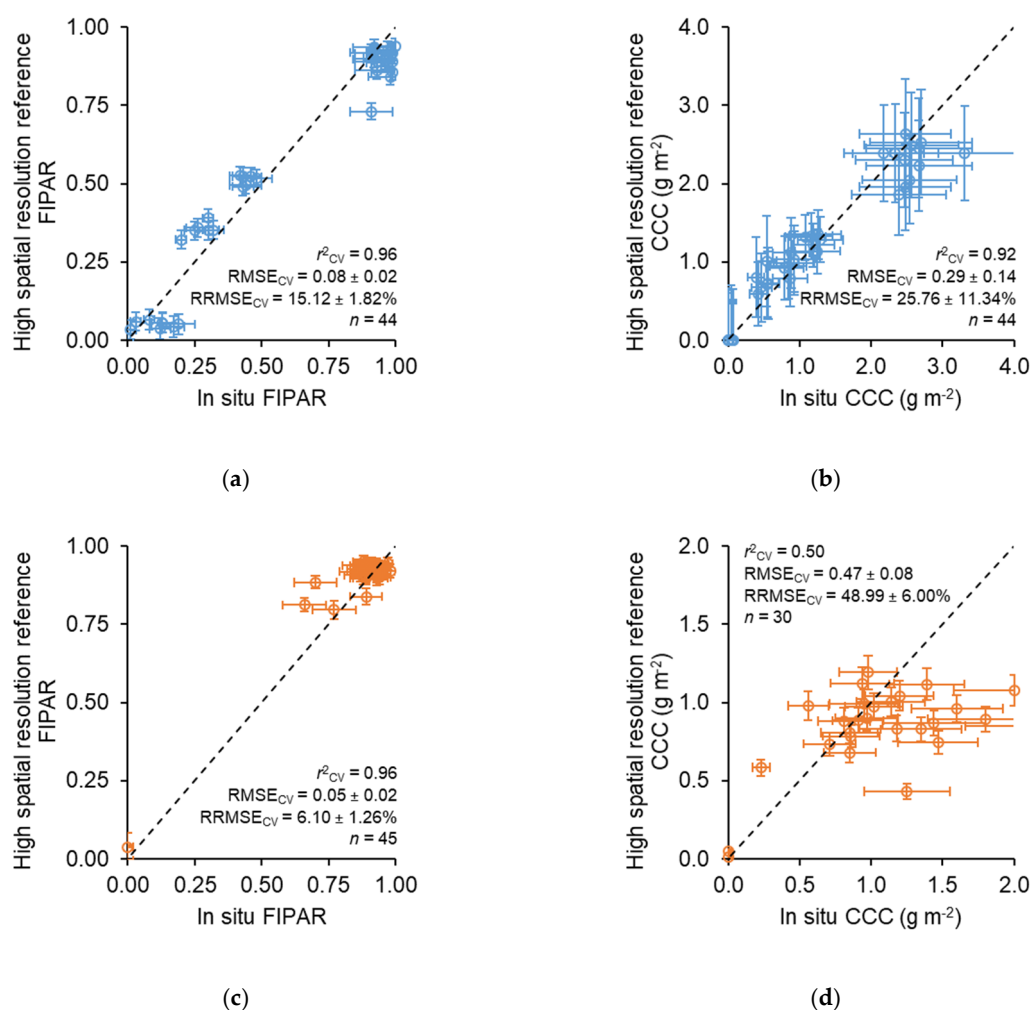 High spatial resolution reference
FIPAR
1.00
0.75
0.50
0.25
0.00
r²CV = 0.96
RMSECV = 0.08 ± 0.02
RRMSECV = 15.12 ± 1.82%
n = 44
0.00 0.25 0.50 0.75 1.00
In situ FIPAR
(a)
High spatial resolution reference
CCC (g m-2)
4.0
3.0
2.0
1.0
0.0
r²CV = 0.92
RMSECV = 0.29 ± 0.14
RRMSECV = 25.76 ± 11.34%
n = 44
0.0 1.0 2.0 3.0 4.0
In situ CCC (g m-2)
(b)
High spatial resolution reference
FIPAR
1.00
0.75
0.50
0.25
0.00
r²CV = 0.96
RMSECV = 0.05 ± 0.02
RRMSECV = 6.10 ± 1.26%
n = 45
0.00 0.25 0.50 0.75 1.00
In situ FIPAR
(c)
High spatial resolution reference
CCC (g m-2)
2.0
1.5
1.0
0.5
0.0
r²CV = 0.50
RMSECV = 0.47 ± 0.08
RRMSECV = 48.99 ± 6.00%
n = 30
0.0 0.5 1.0 1.5 2.0
In situ CCC (g m-2)
(d)